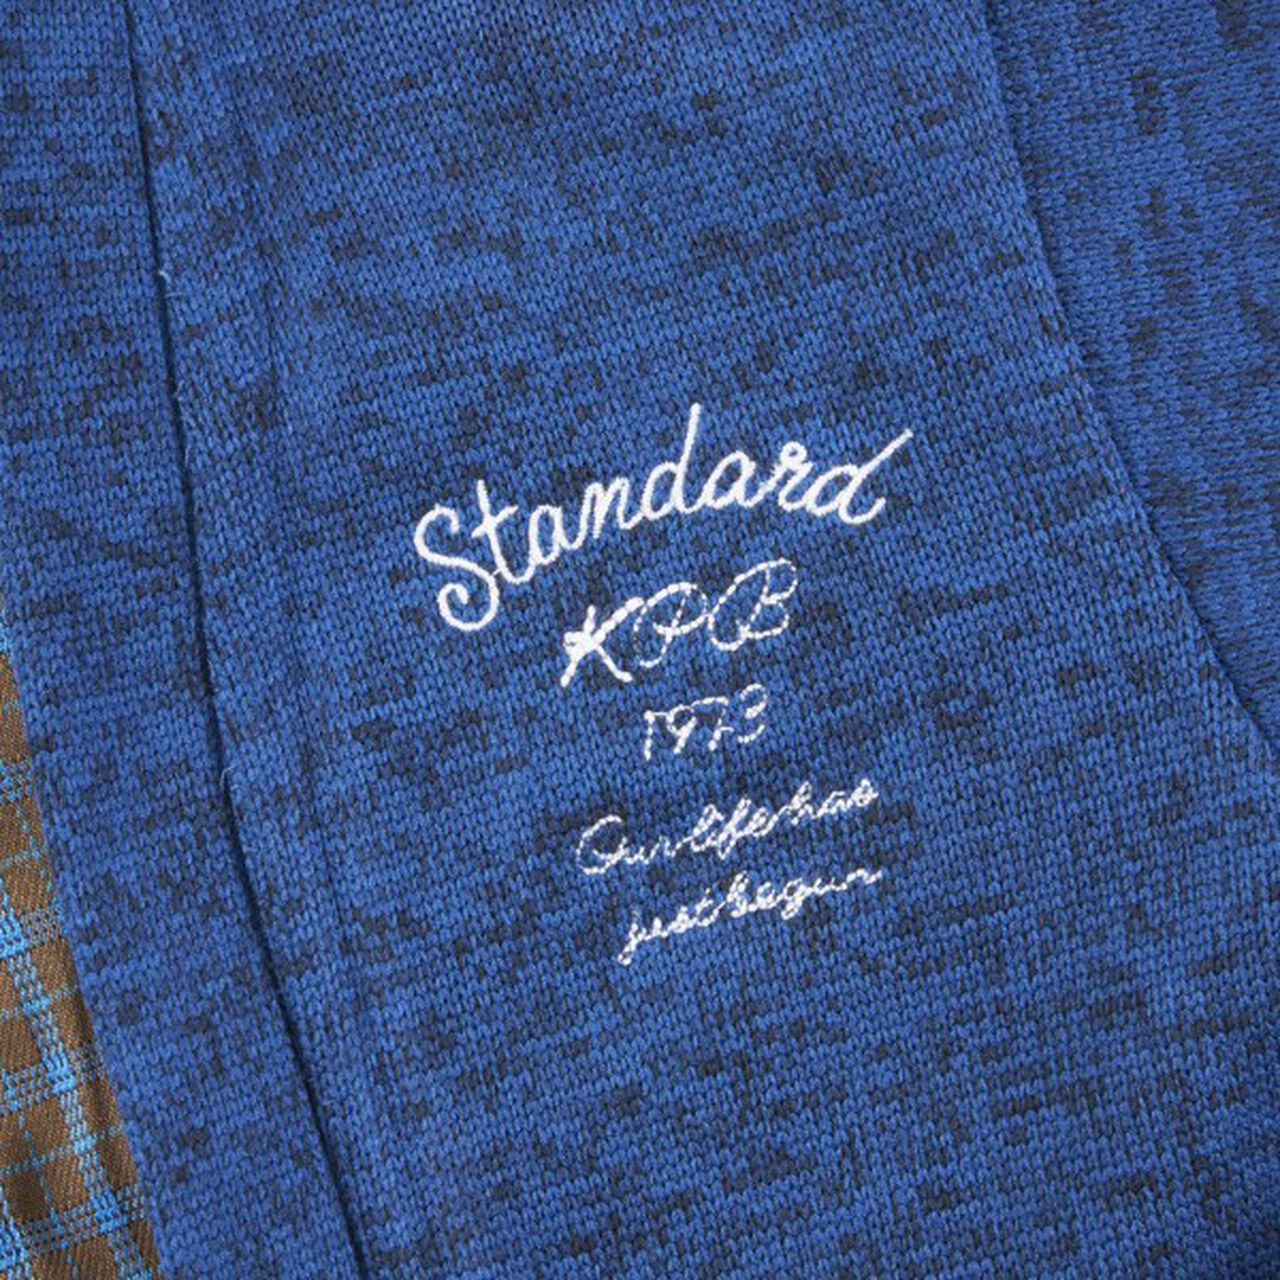 Standard
KPB
1973
Our life has
just begun